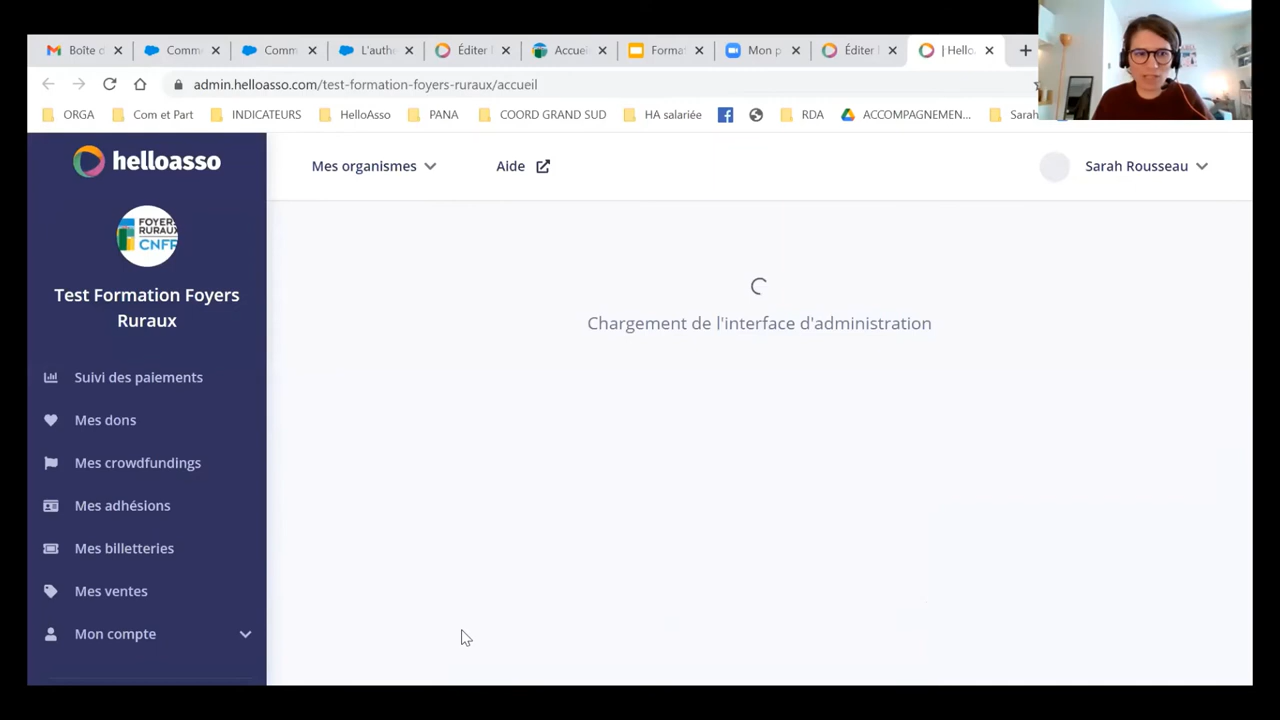 Boîte d
Comme
Comm
L'auth
Éditer
Accuei
Format
Mon p
Éditer l
| Hello
admin.helloasso.com/test-formation-foyers-ruraux/accueil
ORGA
Com et Part
INDICATEURS
HelloAsso
PANA
COORD GRAND SUD
HA salariée
RDA
ACCOMPAGNEMEN...
Sarah
helloasso
Mes organismes
Aide
Sarah Rousseau
FOYERS
RURAUX
CNFR
Test Formation Foyers
Ruraux
Chargement de l'interface d'administration
Suivi des paiements
Mes dons
Mes crowdfundings
Mes adhésions
Mes billetteries
Mes ventes
Mon compte